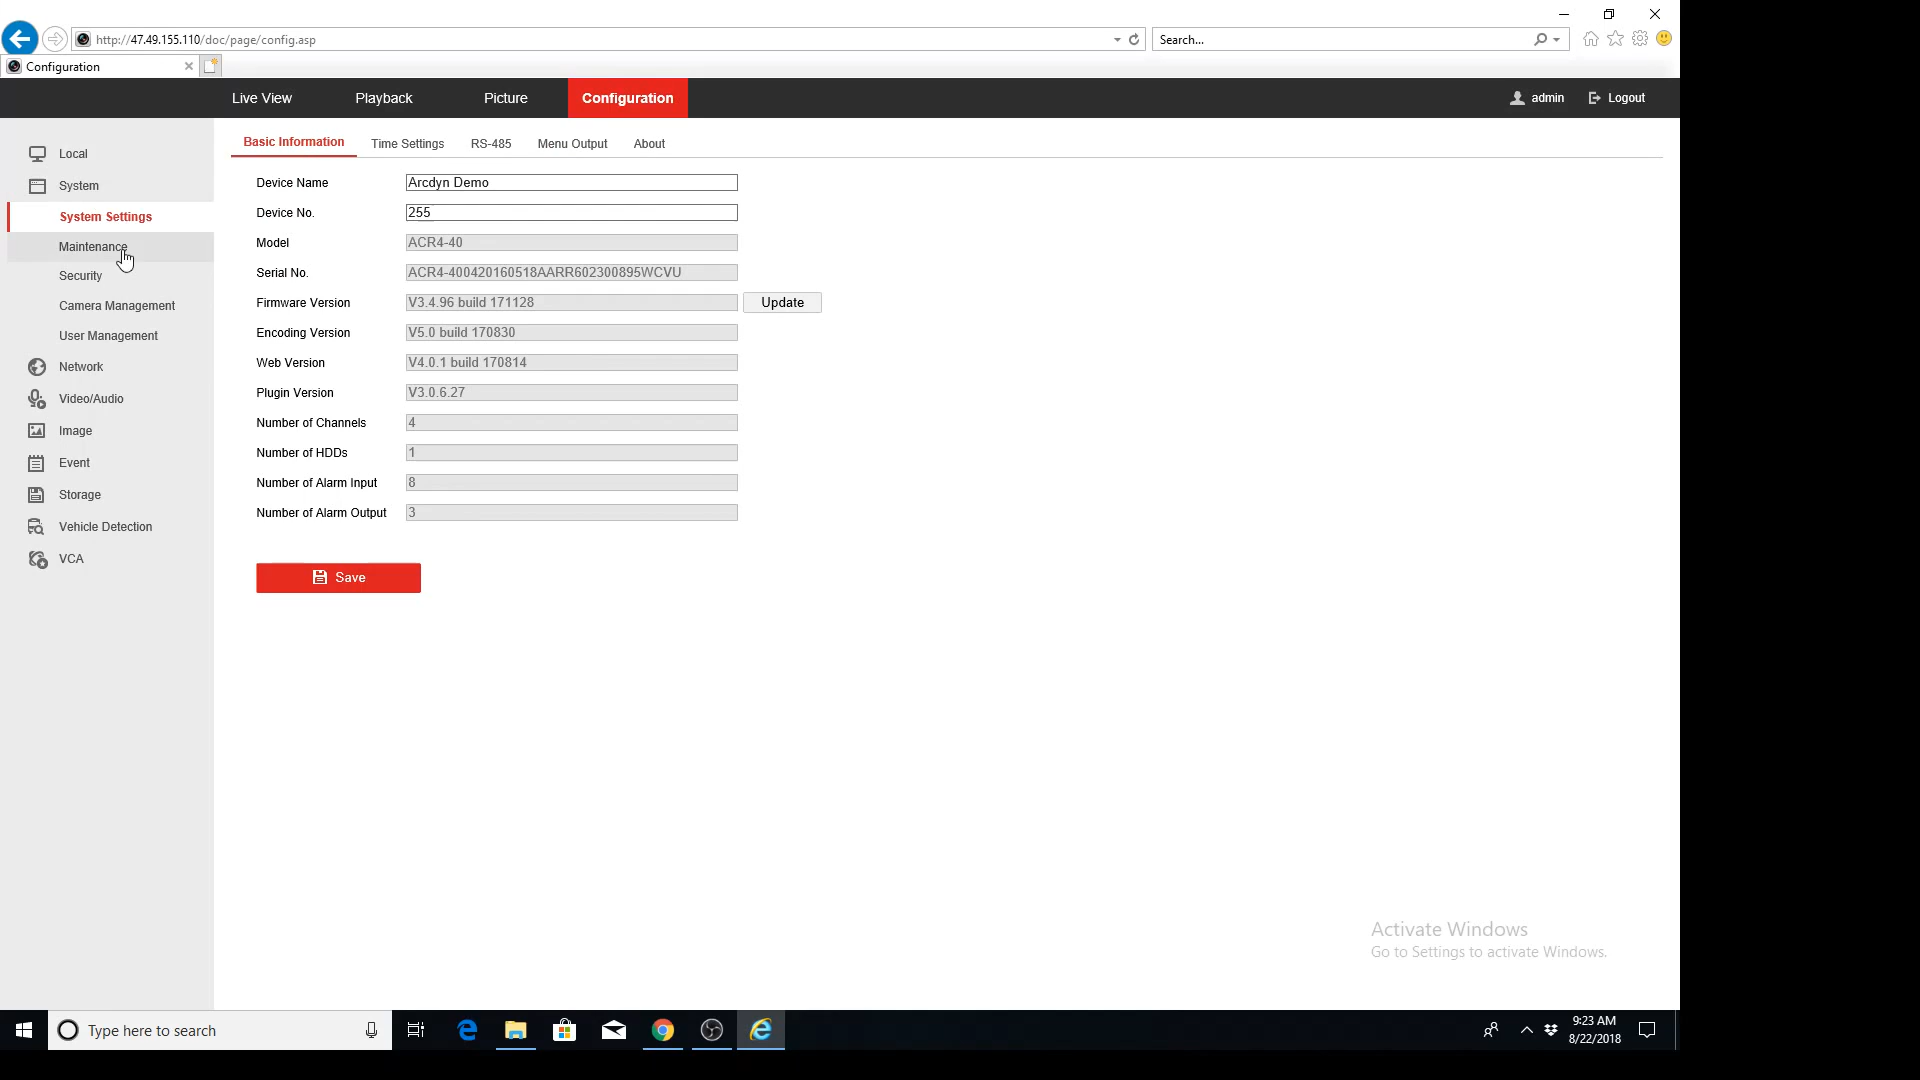 http://47.49.155.110/doc/page/config.asp
Search...
Configuration
Live View
Playback
Picture
Configuration
admin
Logout
Local
System
System Settings
Maintenance
Security
Camera Management
User Management
Network
Video/Audio
Image
Event
Storage
Vehicle Detection
VCA
Basic Information
Time Settings
RS-485
Menu Output
About
Device Name Arcdyn Demo
Device No. 255
Model ACR4-40
Serial No. ACR4-400420160518AARR602300895WCVU
Firmware Version V3.4.96 build 171128 Update
Encoding Version V5.0 build 170830
Web Version V4.0.1 build 170814
Plugin Version V3.0.6.27
Number of Channels 4
Number of HDDs 1
Number of Alarm Input 8
Number of Alarm Output 3
Save
Activate Windows
Go to Settings to activate Windows.
Type here to search
9:23 AM
8/22/2018